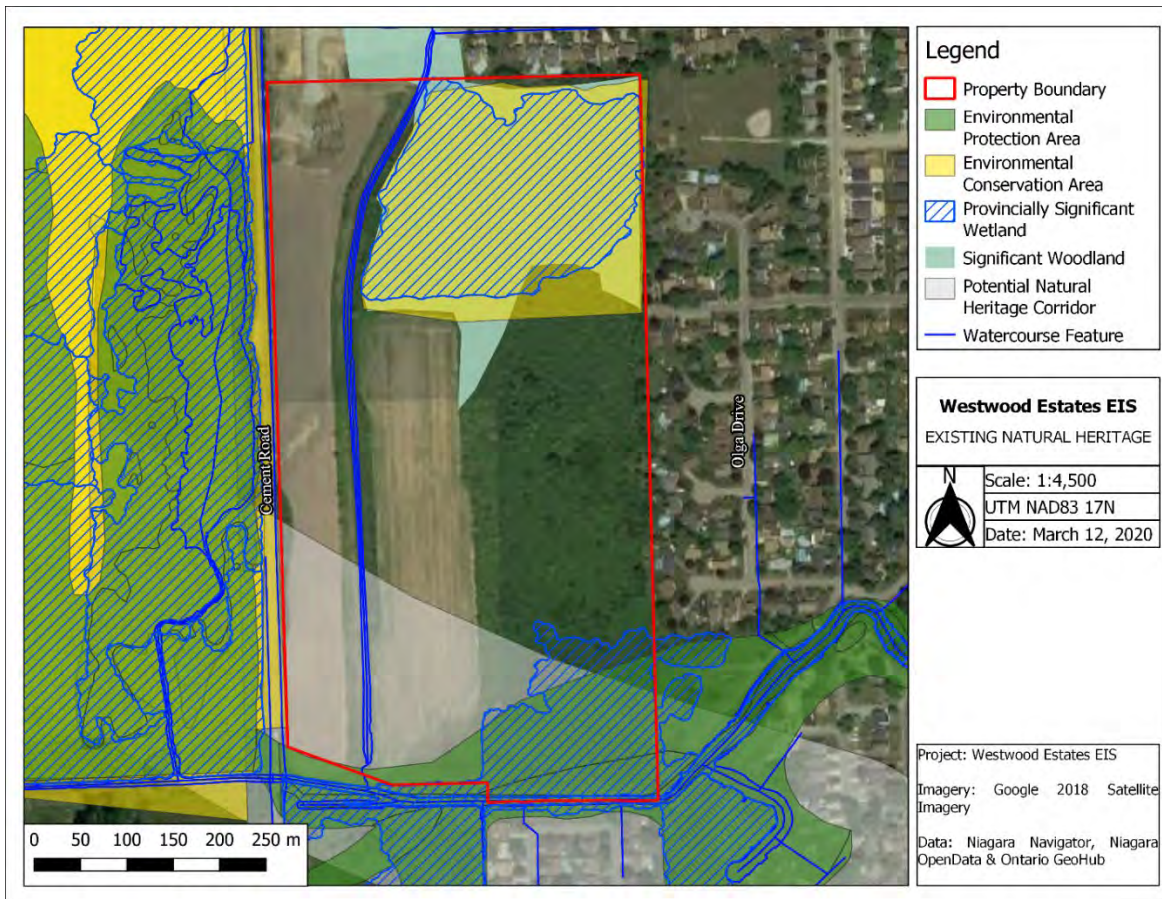 Legend
Property Boundary
Environmental
Protection Area
Environmental
Conservation Area
Provincially Significant
Wetland
Significant Woodland
Potential Natural
Heritage Corridor
Watercourse Feature
Westwood Estates EIS
EXISTING NATURAL HERITAGE
N
Scale: 1:4,500
UTM NAD83 17N
Date: March 12, 2020
Project: Westwood Estates EIS
Imagery: Google 2018 Satellite
Imagery
Data: Niagara Navigator, Niagara
OpenData & Ontario GeoHub
Cement Road
Olga Drive
0 50 100 150 200 250 m